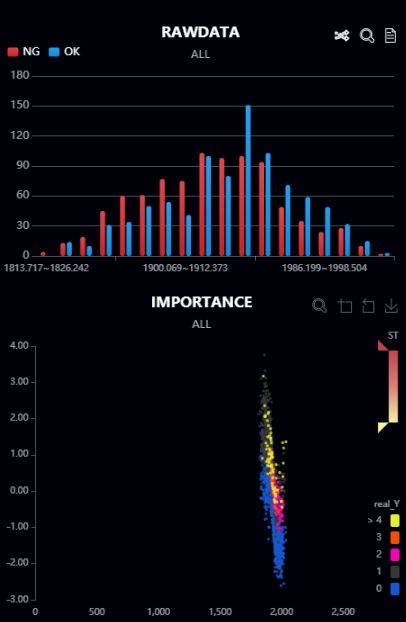 RAWDATA
NG OK
ALL
180
150
120
90
60
30
0
1813.717~1826.242 1900.069~1912.373 1986.199~1998.504
IMPORTANCE
ALL
ST
4.00
3.00
2.00
1.00
0.00
-1.00
-2.00
-3.00
real_Y
> 4
3
2
1
0
0 500 1,000 1,500 2,000 2,500